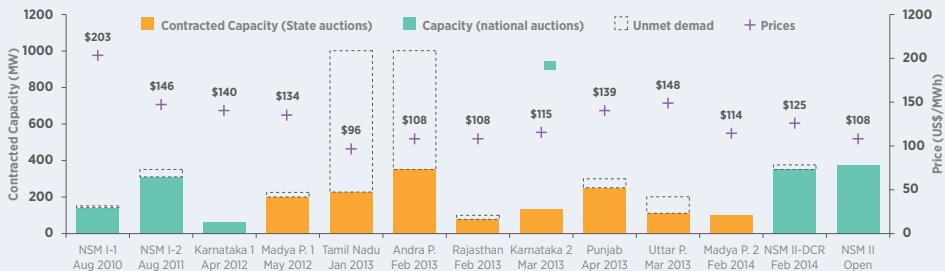 Contracted Capacity (State auctions) Capacity (national auctions) Unmet demad Prices
Contracted Capacity (MW)
1200
1000
800
600
400
200
0
$203
$146
$140
$134
$96
$108
$108
$115
$139
$148
$114
$125
$108
1200
200
150
100
50
0
Price (US$/MWh)
NSM I-1
Aug 2010
NSM I-2
Aug 2011
Karnataka 1
Apr 2012
Madya P. 1
May 2012
Tamil Nadu
Jan 2013
Andra P.
Feb 2013
Rajasthan
Feb 2013
Karnataka 2
Mar 2013
Punjab
Apr 2013
Uttar P.
Mar 2013
Madya P. 2
Feb 2014
NSM II-DCR
Feb 2014
NSM II
Open